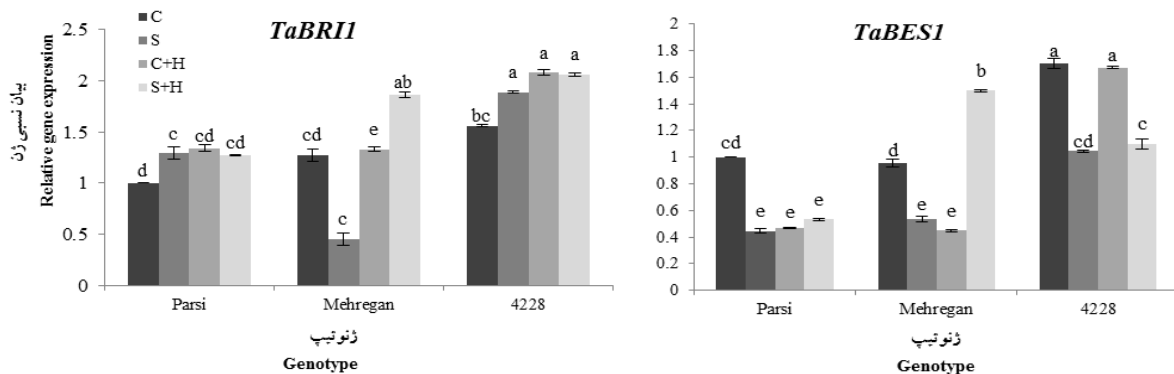 TaBRI1
C
S
C+H
S+H
بیان نسبی ژن
Relative gene expression
2.5
2
1.5
1
0.5
0
d c cd cd
cd c e ab
bc a a a
Parsi Mehregan 4228
ژنوتیپ
Genotype
TaBES1
2
1.8
1.6
1.4
1.2
1
0.8
0.6
0.4
0.2
0
cd e e e
d e e b
a cd a c
Parsi Mehregan 4228
ژنوتیپ
Genotype